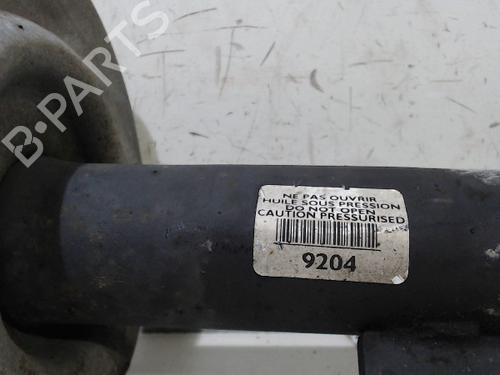 B-PARTS
NE PAS OUVRIR
HUILE SOUS PRESSION
DO NOT OPEN
CAUTION PRESSURISED
9204